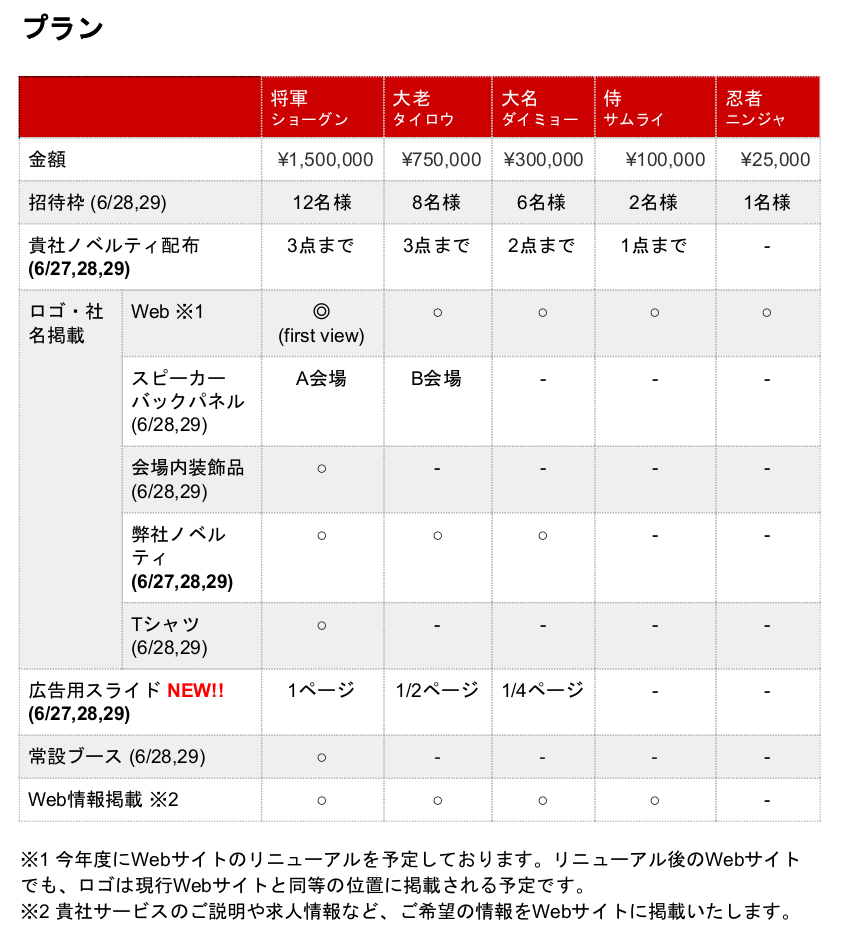 プラン
将軍 大老 大名 侍 忍者
ショーグン タイロウ ダイミョー サムライ ニンジャ
金額 ¥1,500,000 ¥750,000 ¥300,000 ¥100,000 ¥25,000
招待枠 (6/28,29) 12名様 8名様 6名様 2名様 1名様
貴社ノベルティ配布 3点まで 3点まで 2点まで 1点まで -
(6/27,28,29)
ロゴ・社 Web ※1 ◎ ○ ○ ○ ○
名掲載 (first view)
スピーカー A会場 B会場 - - -
バックパネル
(6/28,29)
会場内装飾品 ○ - - - -
(6/28,29)
弊社ノベル ○ ○ ○ - -
ティ
(6/27,28,29)
Tシャツ ○ - - - -
(6/28,29)
広告用スライド NEW!! 1ページ 1/2ページ 1/4ページ - -
(6/27,28,29)
常設ブース (6/28,29) ○ - - - -
Web情報掲載 ※2 ○ ○ ○ ○ -
※1 今年度にWebサイトのリニューアルを予定しております。リニューアル後のWebサイト
でも、ロゴは現行Webサイトと同等の位置に掲載される予定です。
※2 貴社サービスのご説明や求人情報など、ご希望の情報をWebサイトに掲載いたします。